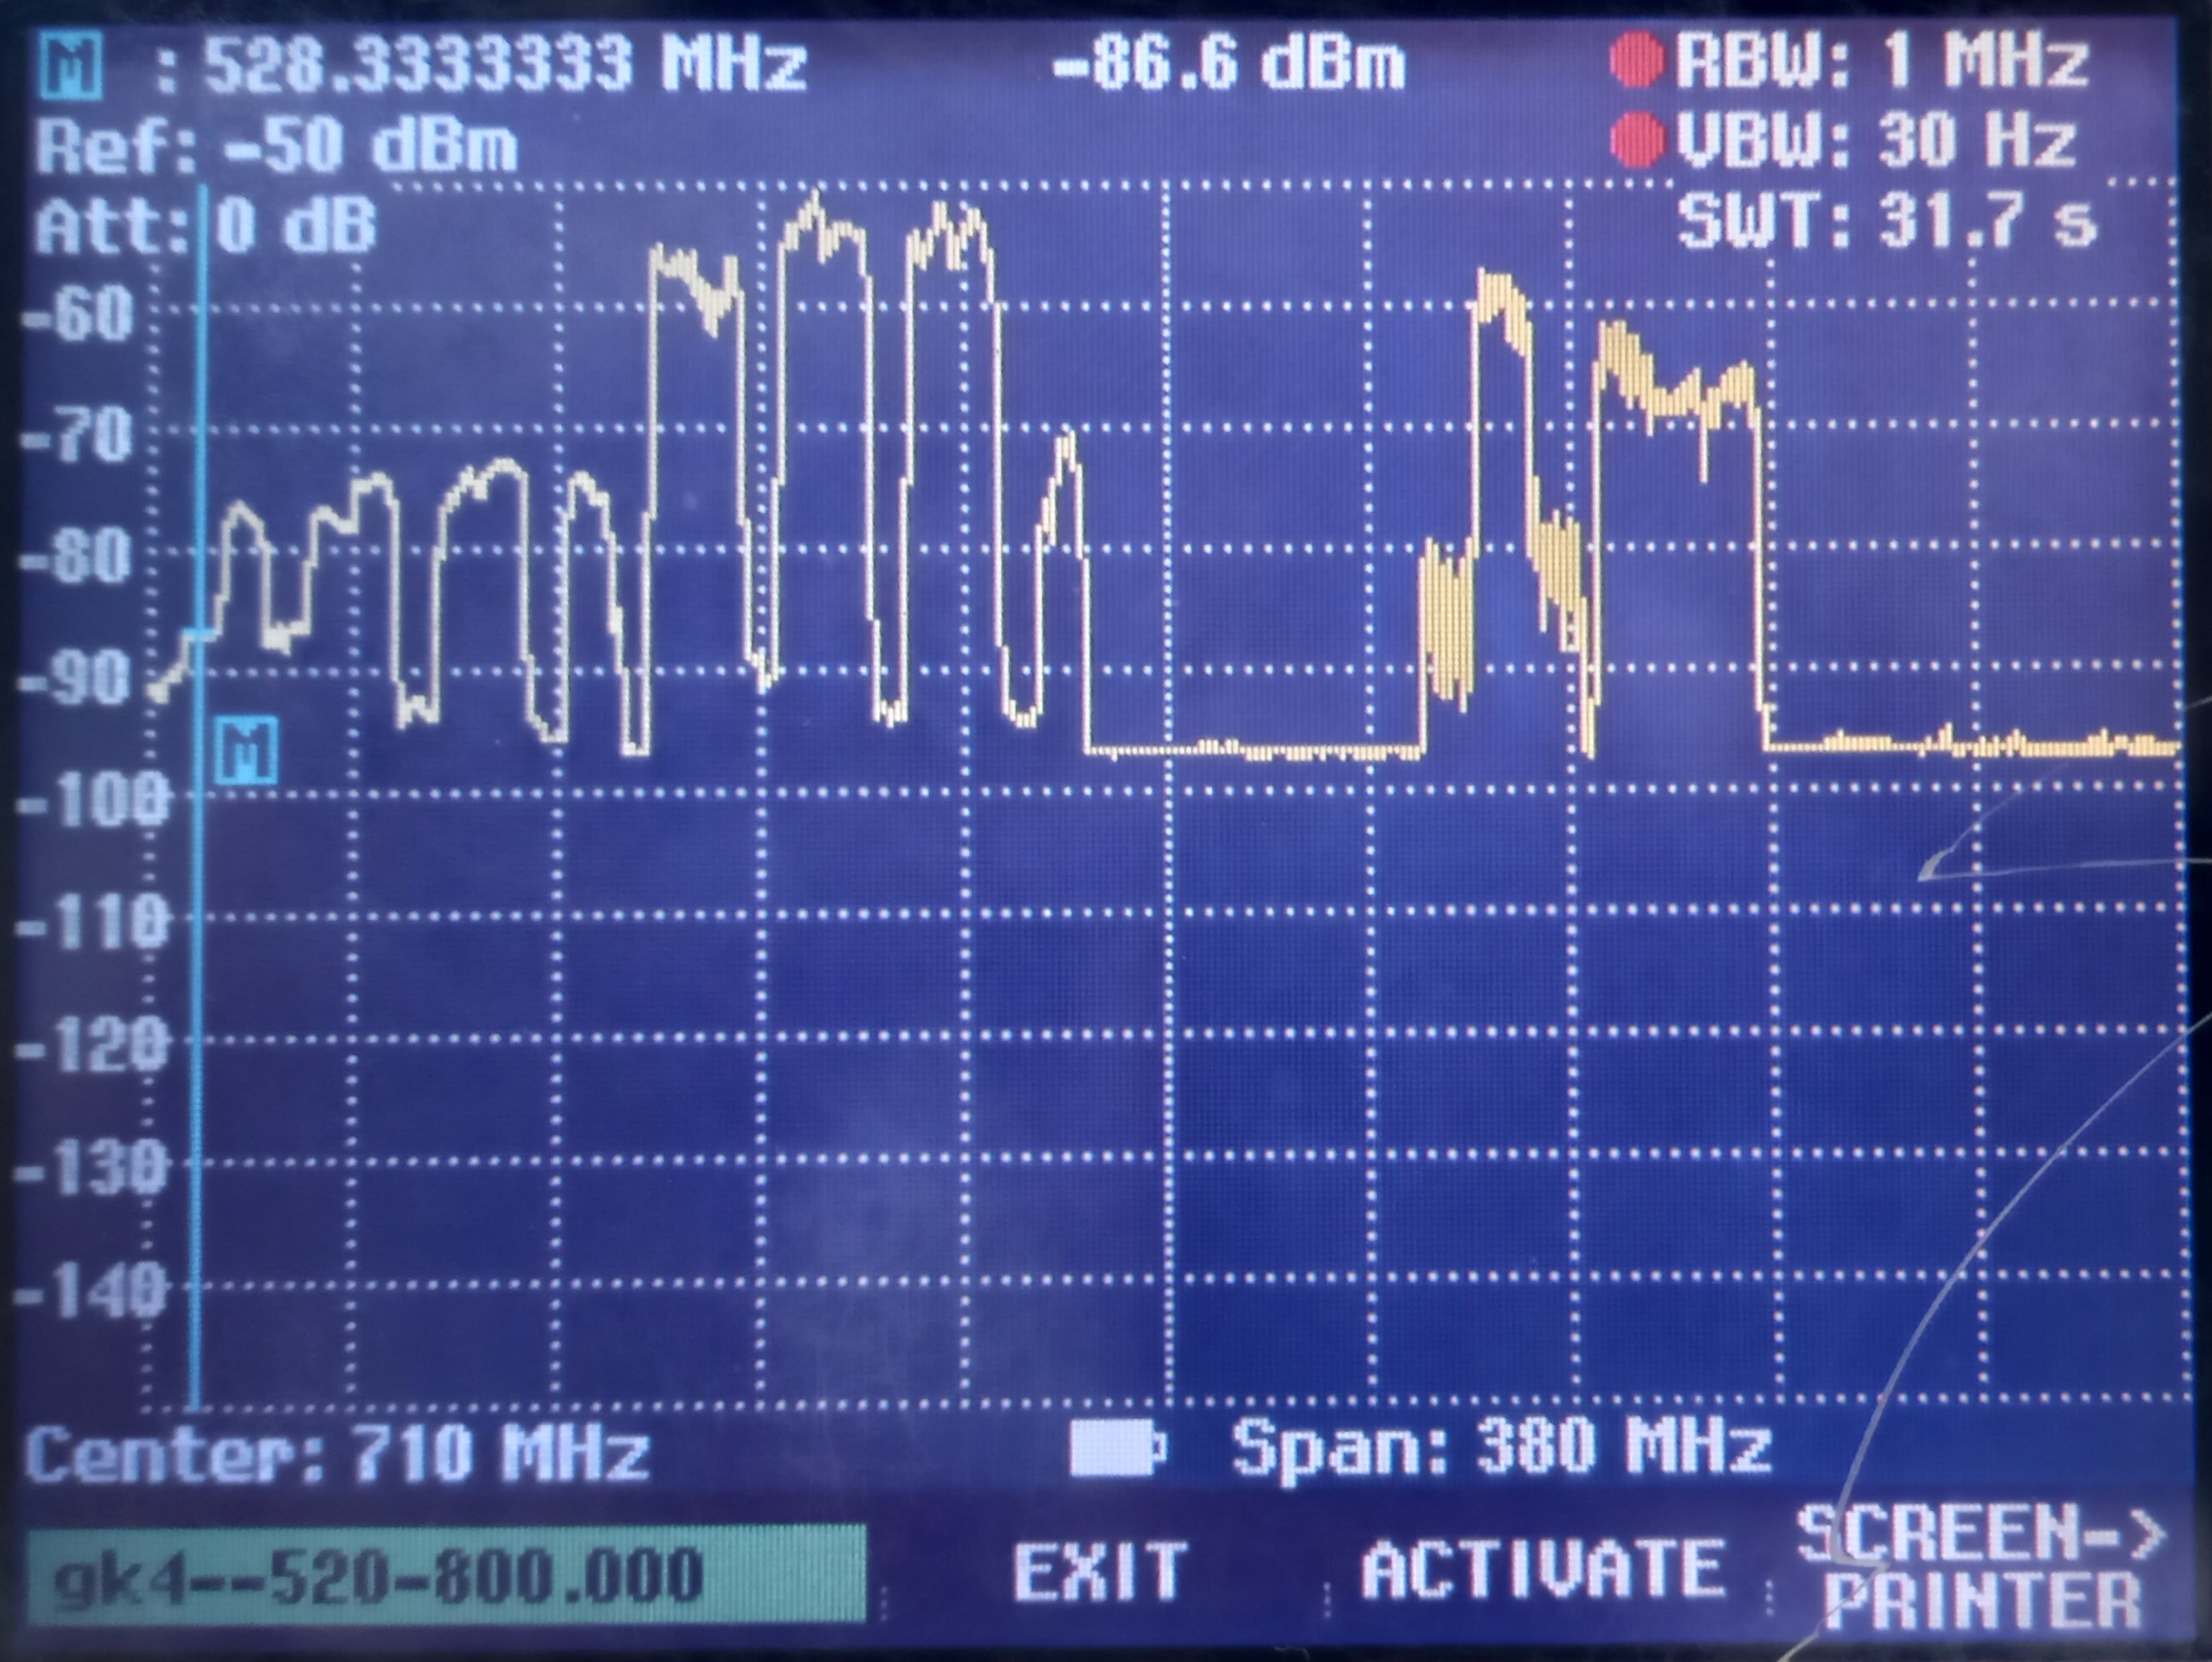 M : 528.3333333 MHz -86.6 dBm
RBW: 1 MHz
Ref: -50 dBm
VBW: 30 Hz
Att: 0 dB
SWT: 31.7 s
-60
-70
-80
-90
M
-100
-110
-120
-130
-140
Center: 710 MHz Span: 380 MHz
gk4--520-800.000 EXIT ACTIVATE SCREEN->
PRINTER